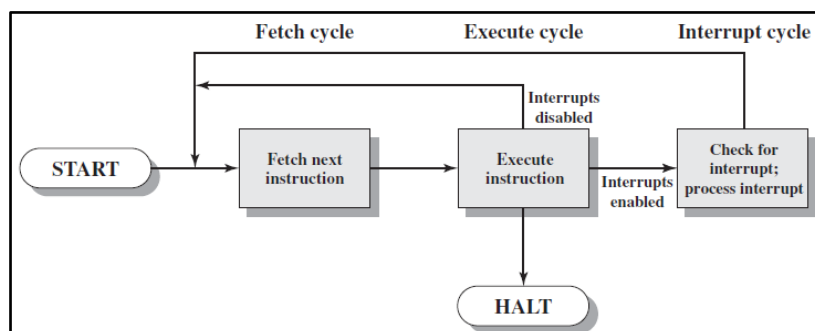 Fetch cycle
Execute cycle
Interrupt cycle
Interrupts
disabled
START
Fetch next
instruction
Execute
instruction
Interrupts
enabled
Check for
interrupt;
process interrupt
HALT